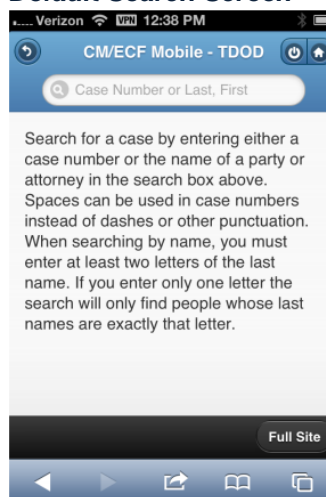 Default Search Screen
Verizon VPN 12:38 PM
CM/ECF Mobile - TDOD
Case Number or Last, First
Search for a case by entering either a
case number or the name of a party or
attorney in the search box above.
Spaces can be used in case numbers
instead of dashes or other punctuation.
When searching by name, you must
enter at least two letters of the last
name. If you enter only one letter the
search will only find people whose last
names are exactly that letter.
Full Site